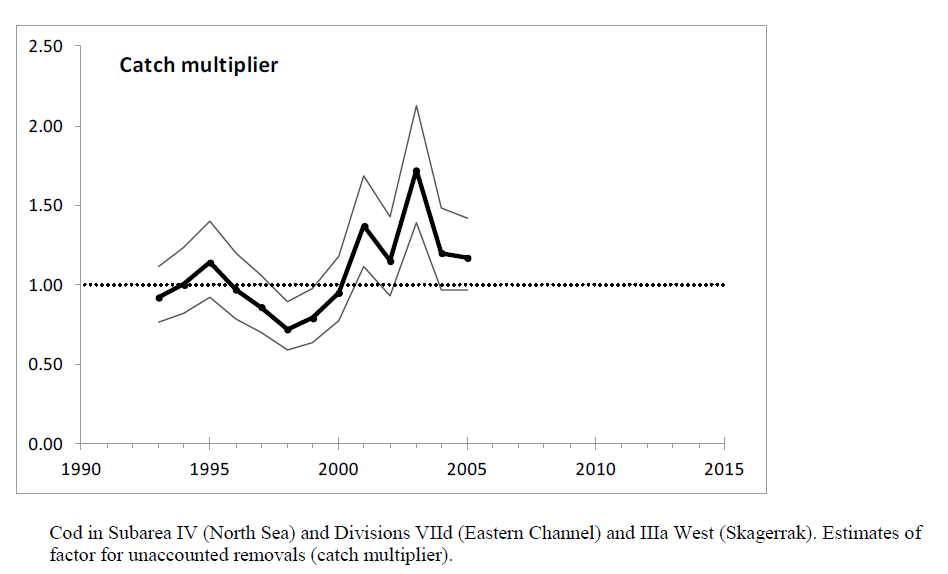 Catch multiplier
2.50
2.00
1.50
1.00
0.50
0.00
1990 1995 2000 2005 2010 2015
Cod in Subarea IV (North Sea) and Divisions VIId (Eastern Channel) and IIIa West (Skagerrak). Estimates of
factor for unaccounted removals (catch multiplier).